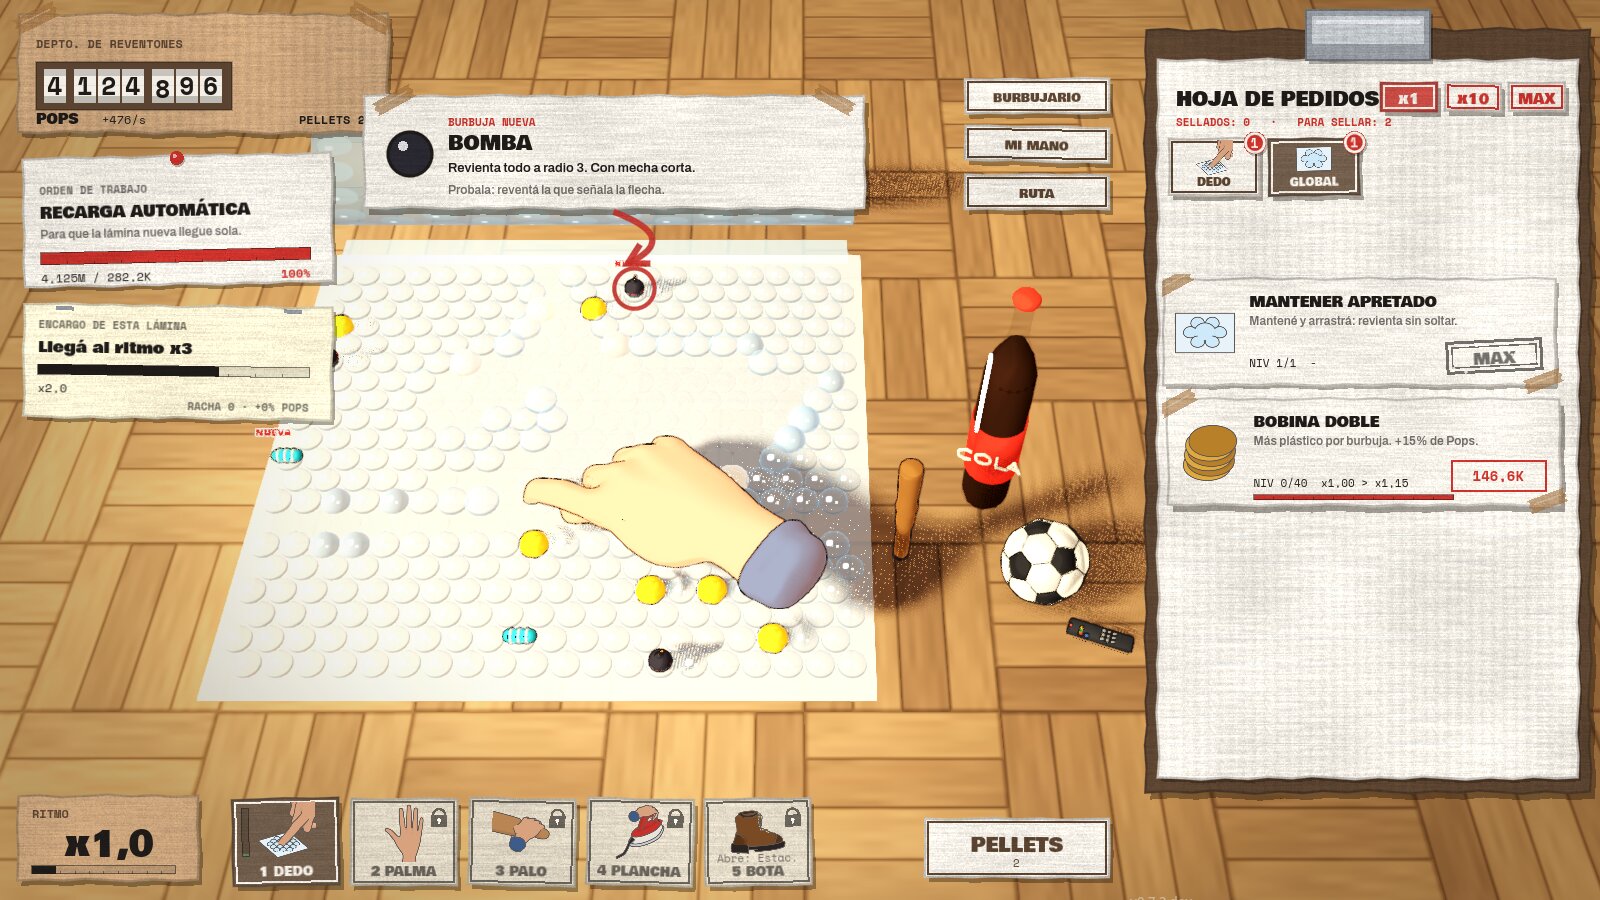 DEPTO. DE REVENTONES
4 124 896
POPS +476/s PELLETS 2
BURBUJA NUEVA
BOMBA
Revienta todo a radio 3. Con mecha corta.
Probala: reventá la que señala la flecha.
BURBUJARIO
MI MANO
RUTA
ORDEN DE TRABAJO
RECARGA AUTOMÁTICA
Para que la lámina nueva llegue sola.
4.125M / 282.2K 100%
ENCARGO DE ESTA LÁMINA
Llegá al ritmo x3
x2.0
RACHA 0 · +0% POPS
NUEVA
COLA
HOJA DE PEDIDOS x1 x10 MAX
SELLADOS: 0 · PARA SELLAR: 2
DEDO 1
GLOBAL 1
MANTENER APRETADO
Mantené y arrastrá: revienta sin soltar.
NIV 1/1 -
MAX
BOBINA DOBLE
Más plástico por burbuja. +15% de Pops.
NIV 0/40 x1.00 > x1.15
146.6K
RITMO
x1,0
1 DEDO
2 PALMA
3 PALO
4 PLANCHA
Abre: Estac.
5 BOTA
PELLETS
2